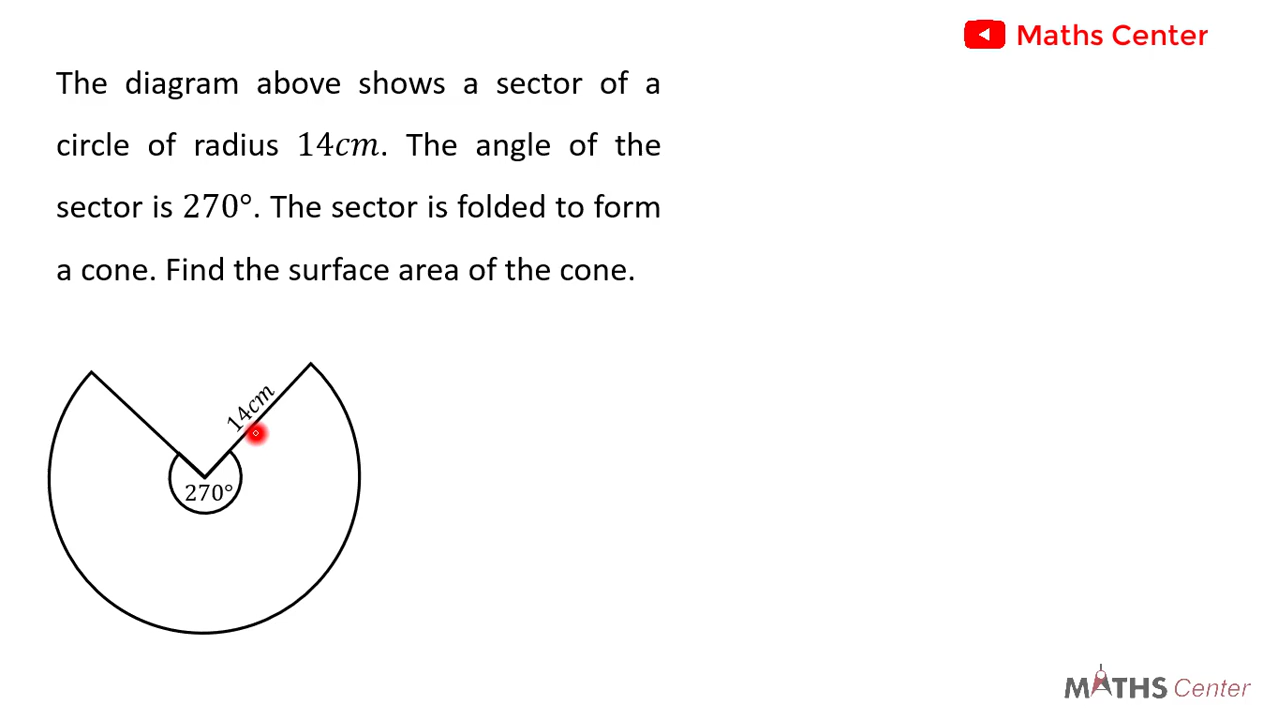 Maths Center
The diagram above shows a sector of a
circle of radius 14cm. The angle of the
sector is 270°. The sector is folded to form
a cone. Find the surface area of the cone.
14cm
270°
MATHS Center